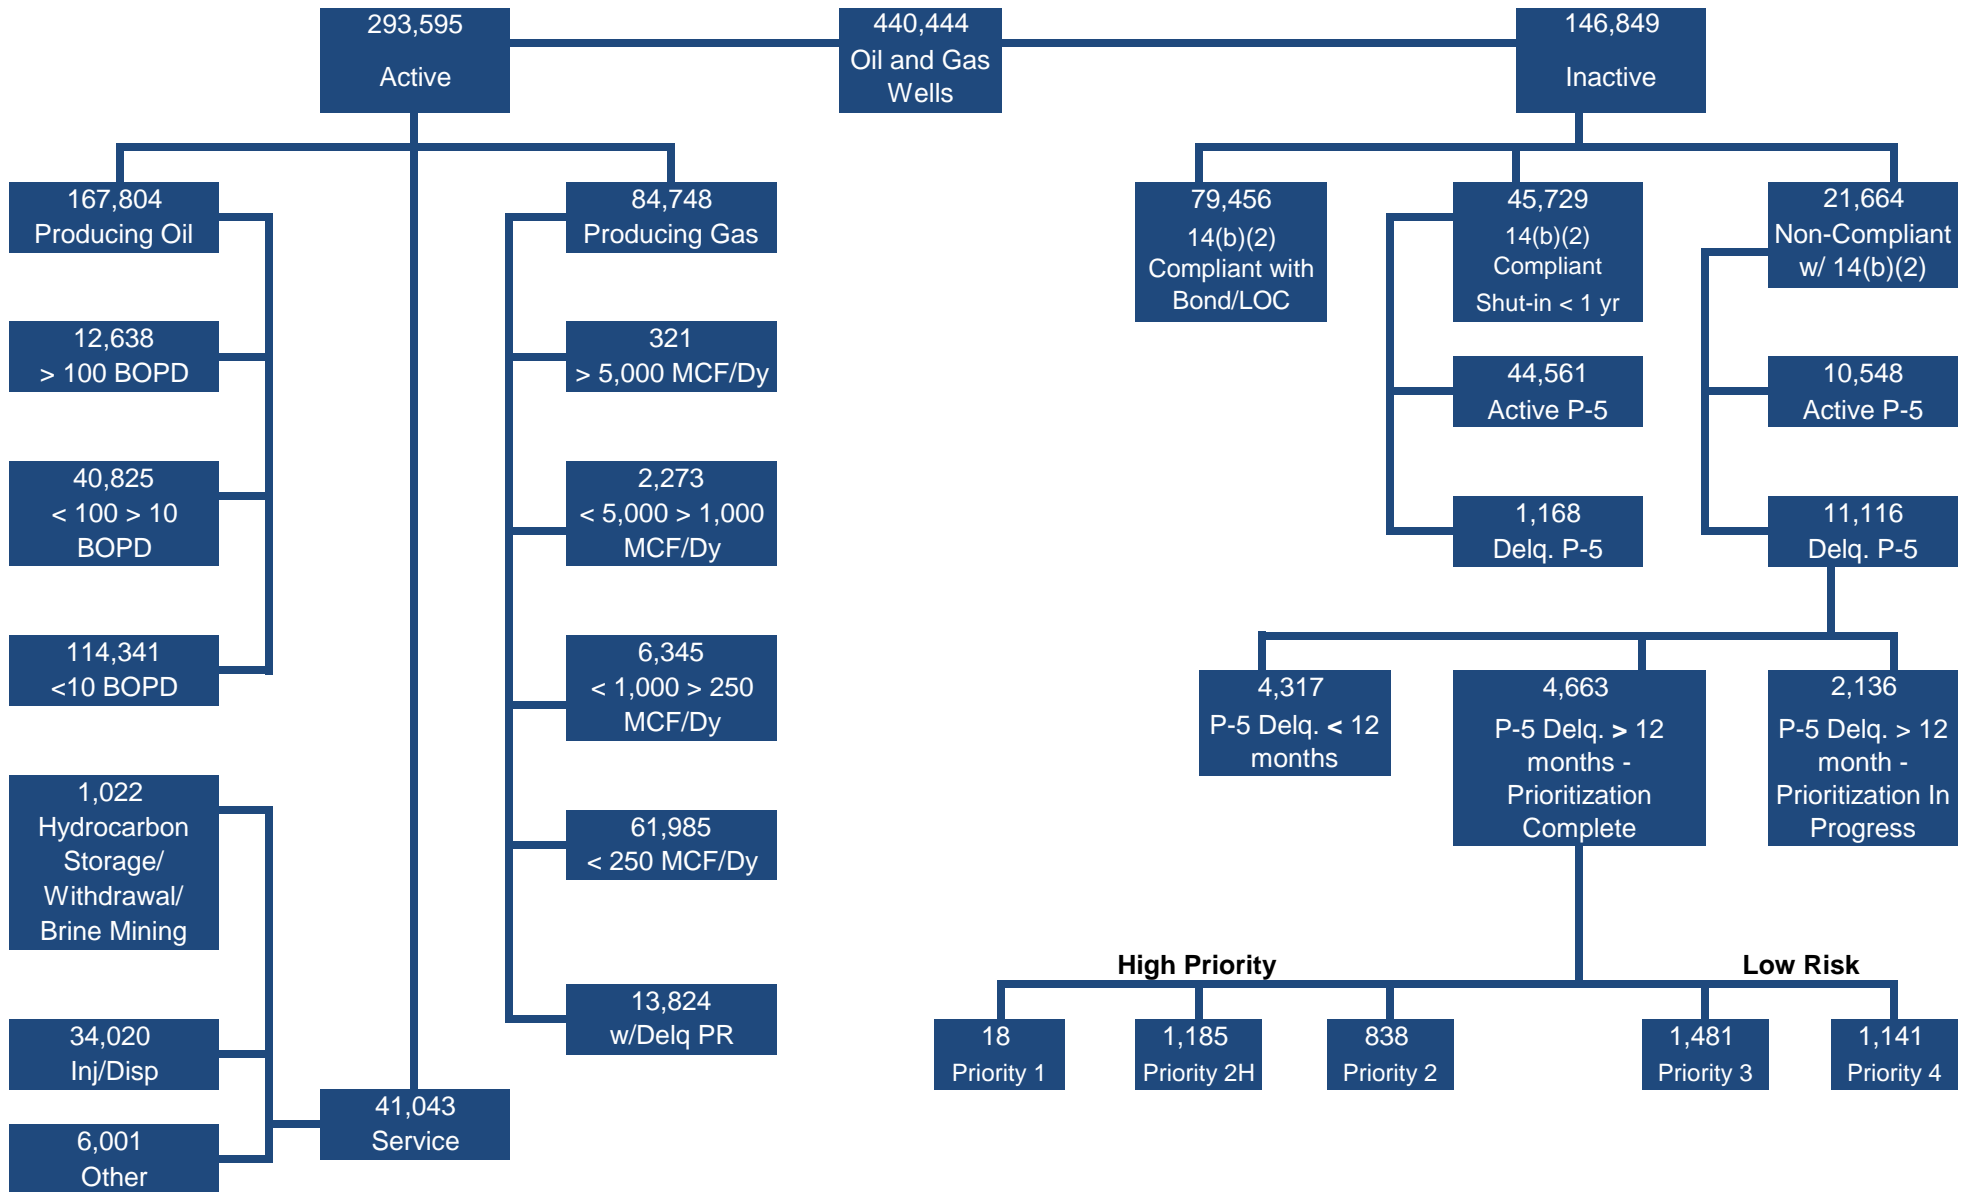 293,595
Active
440,444
Oil and Gas
Wells
146,849
Inactive
167,804
Producing Oil
12,638
> 100 BOPD
40,825
< 100 > 10
BOPD
114,341
<10 BOPD
1,022
Hydrocarbon
Storage/
Withdrawal/
Brine Mining
34,020
Inj/Disp
6,001
Other
41,043
Service
84,748
Producing Gas
321
> 5,000 MCF/Dy
2,273
< 5,000 > 1,000
MCF/Dy
6,345
< 1,000 > 250
MCF/Dy
61,985
< 250 MCF/Dy
13,824
w/Delq PR
79,456
14(b)(2)
Compliant with
Bond/LOC
45,729
14(b)(2)
Compliant
Shut-in < 1 yr
44,561
Active P-5
1,168
Delq. P-5
21,664
Non-Compliant
w/ 14(b)(2)
10,548
Active P-5
11,116
Delq. P-5
4,317
P-5 Delq. < 12
months
4,663
P-5 Delq. > 12
months -
Prioritization
Complete
2,136
P-5 Delq. > 12
month -
Prioritization In
Progress
High Priority
Low Risk
18
Priority 1
1,185
Priority 2H
838
Priority 2
1,481
Priority 3
1,141
Priority 4